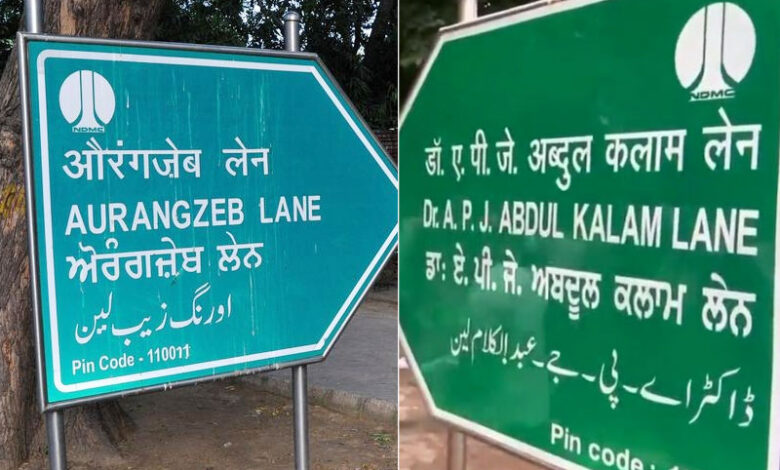 NDMC
औरंगज़ेब लेन
AURANGZEB LANE
ਔਰੰਗਜ਼ੇਬ ਲੇਨ
اورنگ زیب لین
Pin Code - 110011
NDMC
डॉ. ए. पी. जे. अब्दुल कलाम लेन
Dr. A. P. J. ABDUL KALAM LANE
ਡਾ: ਏ. ਪੀ. ਜੇ. ਅਬਦੂਲ ਕਲਾਮ ਲੇਨ
ڈاکٹر اے۔ پی۔ جے۔ عبدالکلام لین
Pin code